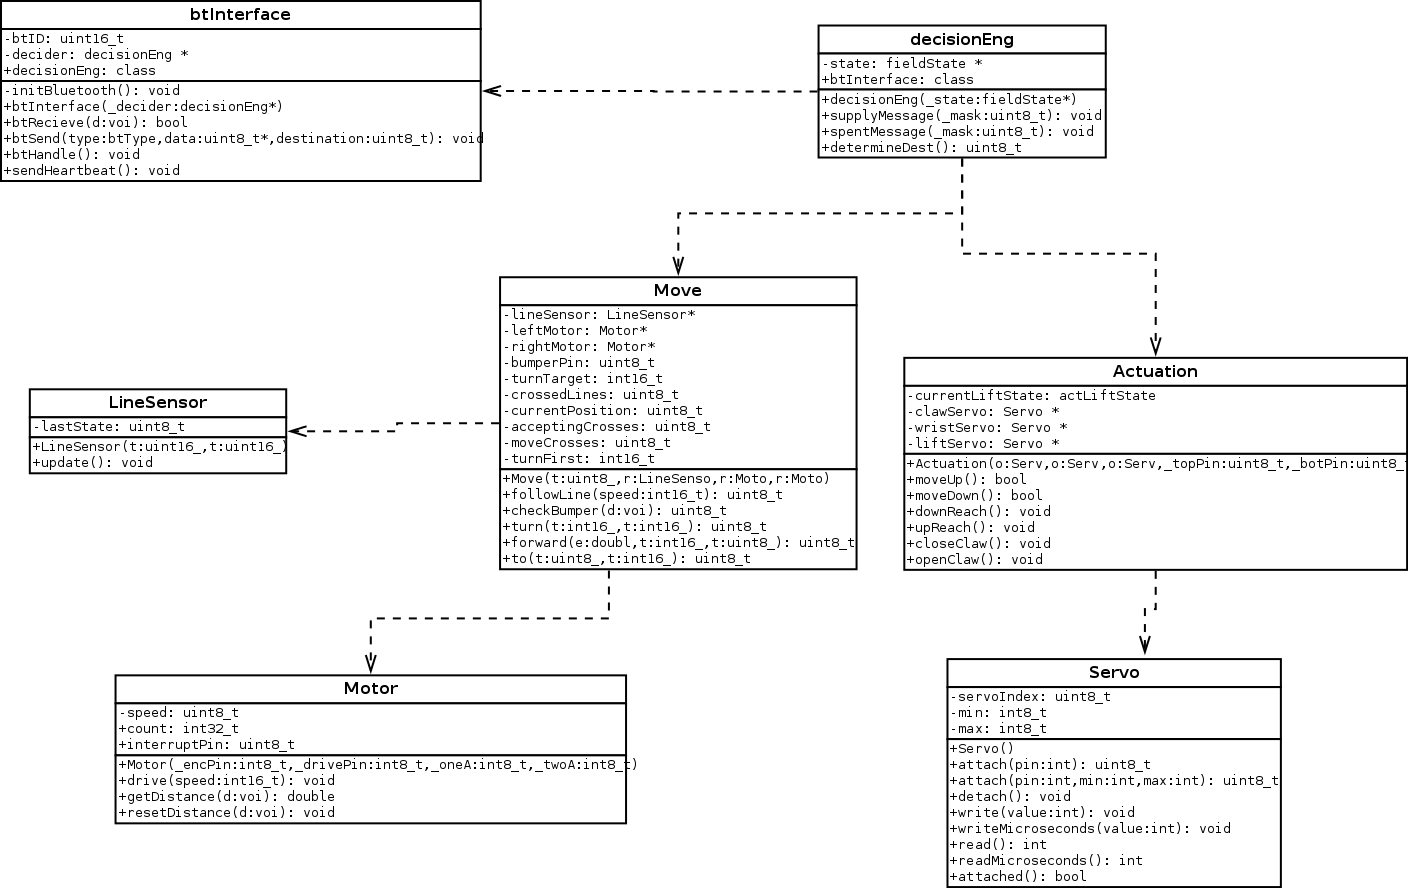 btInterface
-btID: uint16_t
-decider: decisionEng *
+decisionEng: class
-initBluetooth(): void
+btInterface(_decider:decisionEng*)
+btRecieve(d:voi): bool
+btSend(type:btType,data:uint8_t*,destination:uint8_t): void
+btHandle(): void
+sendHeartbeat(): void
decisionEng
-state: fieldState *
+btInterface: class
+decisionEng(_state:fieldState*)
+supplyMessage(_mask:uint8_t): void
+spentMessage(_mask:uint8_t): void
+determineDest(): uint8_t
Move
-lineSensor: LineSensor*
-leftMotor: Motor*
-rightMotor: Motor*
-bumperPin: uint8_t
-turnTarget: int16_t
-crossedLines: uint8_t
-currentPosition: uint8_t
-acceptingCrosses: uint8_t
-moveCrosses: uint8_t
-turnFirst: int16_t
+Move(t:uint8_,r:LineSenso,r:Moto,r:Moto)
+followLine(speed:int16_t): uint8_t
+checkBumper(d:voi): uint8_t
+turn(t:int16_,t:int16_): uint8_t
+forward(e:doubl,t:int16_,t:uint8_): uint8_t
+to(t:uint8_,t:int16_): uint8_t
LineSensor
-lastState: uint8_t
+LineSensor(t:uint16_,t:uint16_)
+update(): void
Actuation
-currentLiftState: actLiftState
-clawServo: Servo *
-wristServo: Servo *
-liftServo: Servo *
+Actuation(o:Serv,o:Serv,o:Serv,_topPin:uint8_t,_botPin:uint8_t
+moveUp(): bool
+moveDown(): bool
+downReach(): void
+upReach(): void
+closeClaw(): void
+openClaw(): void
Motor
-speed: uint8_t
+count: int32_t
+interruptPin: uint8_t
+Motor(_encPin:int8_t,_drivePin:int8_t,_oneA:int8_t,_twoA:int8_t)
+drive(speed:int16_t): void
+getDistance(d:voi): double
+resetDistance(d:voi): void
Servo
-servoIndex: uint8_t
-min: int8_t
-max: int8_t
+Servo()
+attach(pin:int): uint8_t
+attach(pin:int,min:int,max:int): uint8_t
+detach(): void
+write(value:int): void
+writeMicroseconds(value:int): void
+read(): int
+readMicroseconds(): int
+attached(): bool